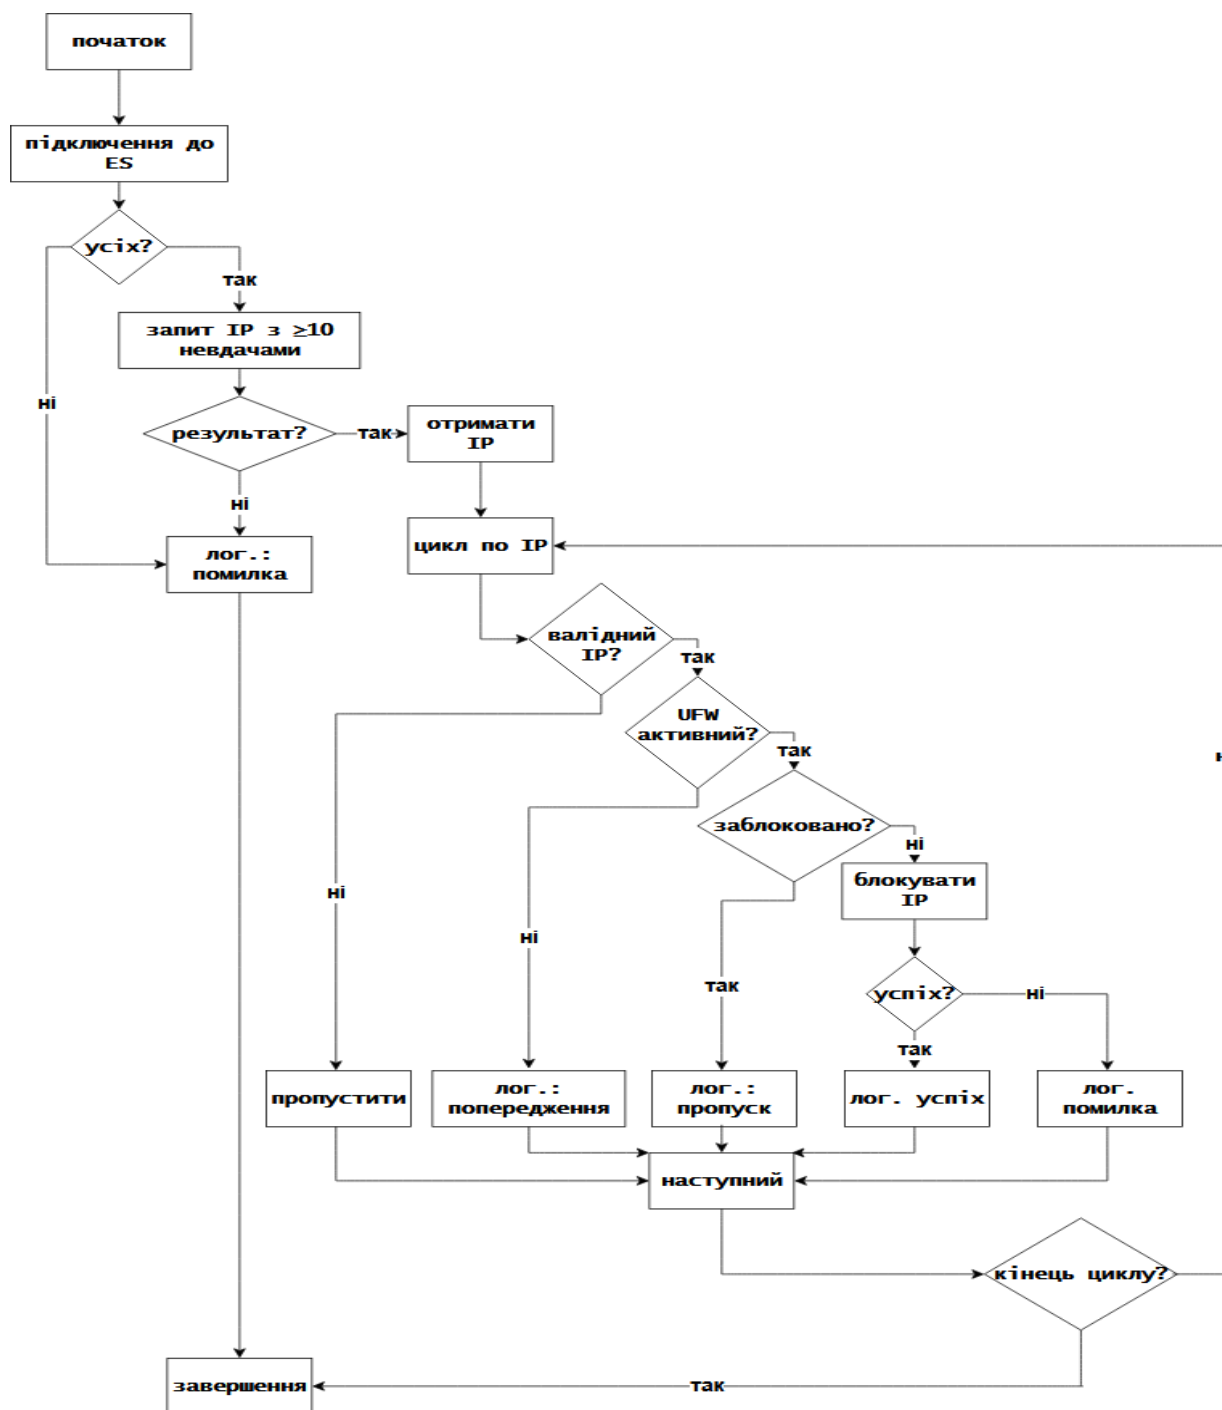 початок
підключення до
ES
усіх?
так
запит IP з ≥10
невдачами
ні
результат?
так
отримати
IP
ні
цикл по IP
лог.:
помилка
валідний
IP?
так
UFW
активний?
так
заблоковано?
ні
блокувати
IP
ні
ні
так
успіх?
ні
так
пропустити
лог.:
попередження
лог.:
пропуск
лог. успіх
лог.
помилка
наступний
кінець циклу?
завершення
так